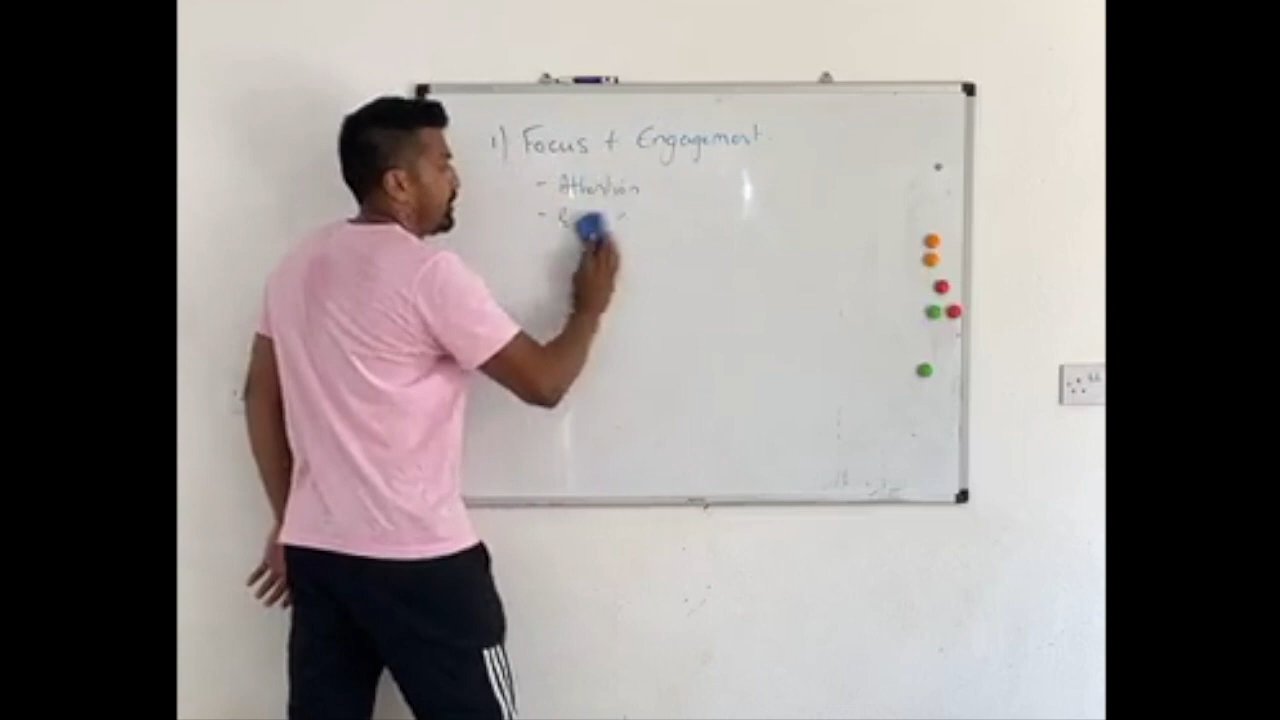 1) Focus + Engagement.
- Attention
-